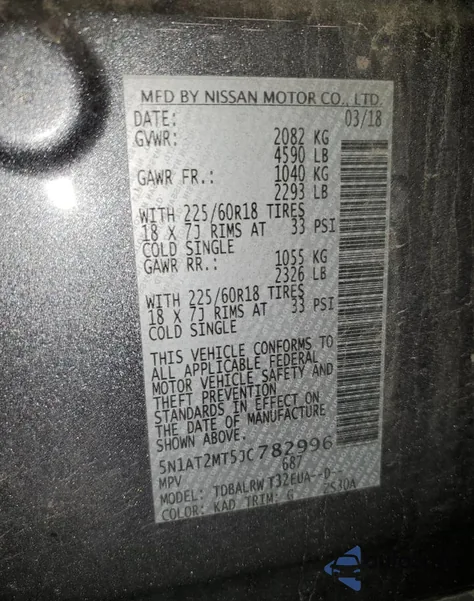 MFD BY NISSAN MOTOR CO., LTD.
DATE: 03/18
GVWR: 2082 KG
4590 LB
GAWR FR.: 1040 KG
2293 LB
WITH 225/60R18 TIRES
18 X 7J RIMS AT 33 PSI
COLD SINGLE
GAWR RR.: 1055 KG
2326 LB
WITH 225/60R18 TIRES
18 X 7J RIMS AT 33 PSI
COLD SINGLE
THIS VEHICLE CONFORMS TO
ALL APPLICABLE FEDERAL
MOTOR VEHICLE SAFETY AND
THEFT PREVENTION
STANDARDS IN EFFECT ON
THE DATE OF MANUFACTURE
SHOWN ABOVE.
5N1AT2MT5JC782996
MPV 687
MODEL: TDBALRW T32EUA--D--
COLOR: KAD TRIM: G